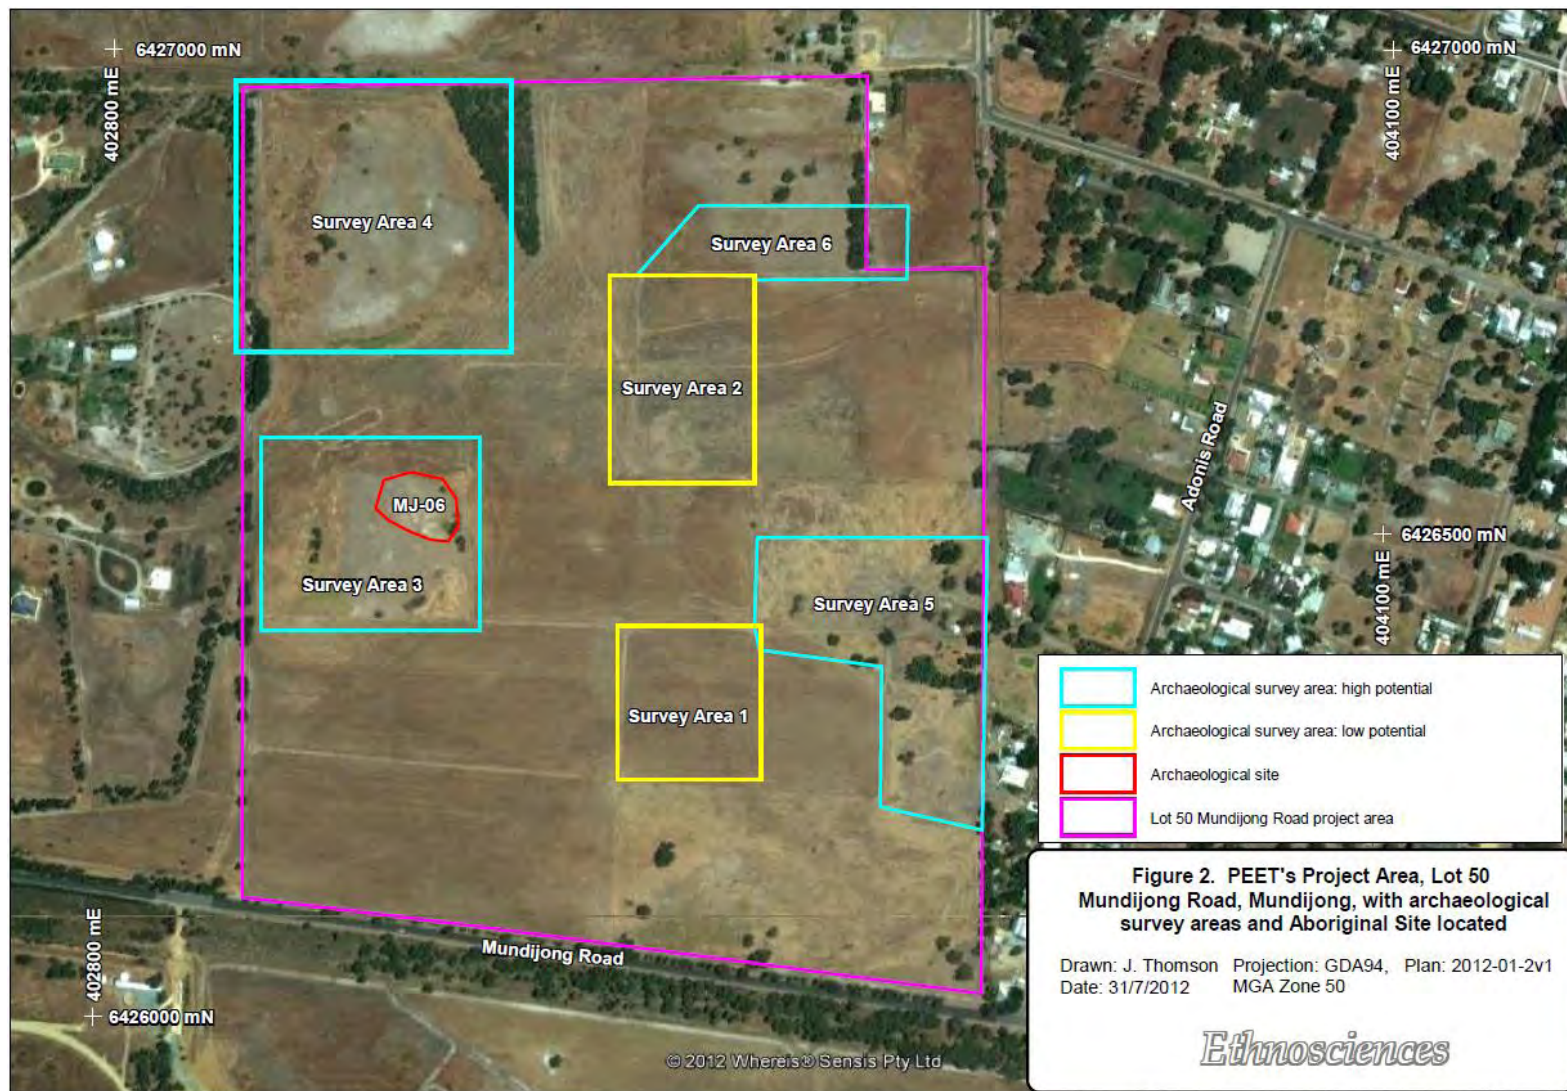 6427000 mN
402800 mE
6427000 mN
404100 mE
Survey Area 4
Survey Area 6
Survey Area 2
MJ-06
Survey Area 3
Survey Area 5
Survey Area 1
Adonis Road
6426500 mN
404100 mE
Mundijong Road
402800 mE
6426000 mN
Archaeological survey area: high potential
Archaeological survey area: low potential
Archaeological site
Lot 50 Mundijong Road project area
Figure 2. PEET's Project Area, Lot 50
Mundijong Road, Mundijong, with archaeological
survey areas and Aboriginal Site located
Drawn: J. Thomson Projection: GDA94, Plan: 2012-01-2v1
Date: 31/7/2012 MGA Zone 50
Ethnosciences
© 2012 Whereis® Sensis Pty Ltd